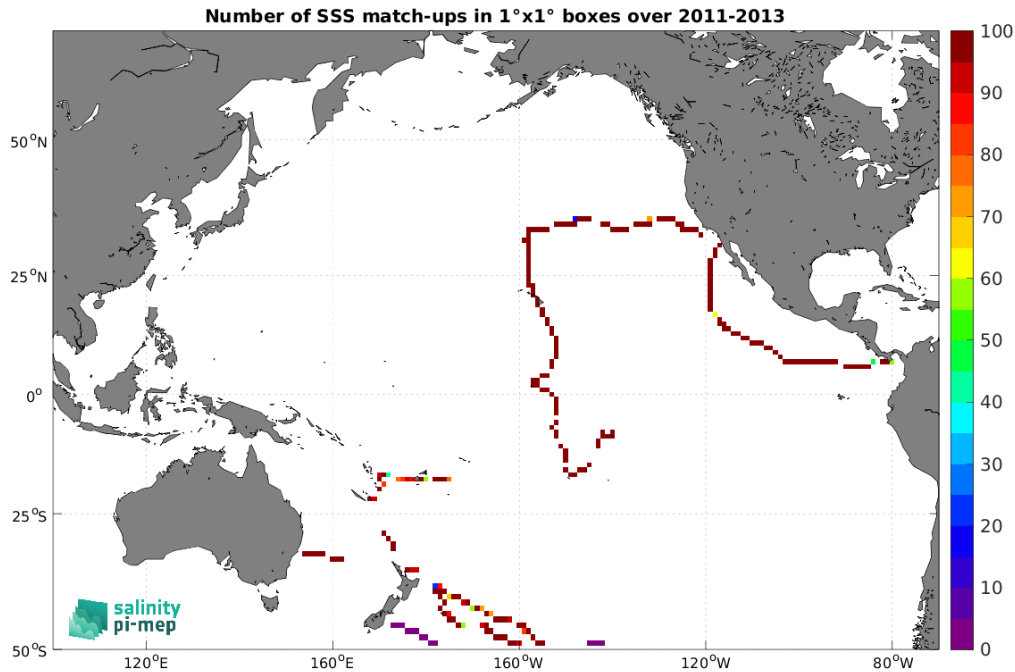 Number of SSS match-ups in 1°x1° boxes over 2011-2013
50°N
25°N
0°
25°S
50°S
120°E
160°E
160°W
120°W
80°W
100
90
80
70
60
50
40
30
20
10
0
salinity
pi-mep